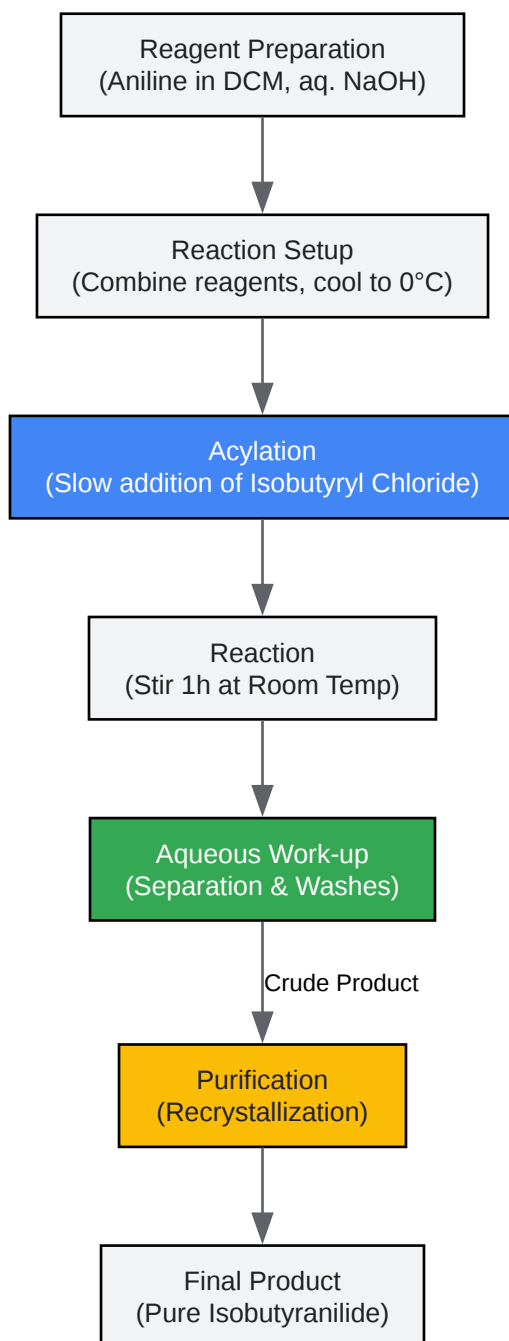 Reagent Preparation
(Aniline in DCM, aq. NaOH)
Reaction Setup
(Combine reagents, cool to 0°C)
Acylation
(Slow addition of Isobutyryl Chloride)
Reaction
(Stir 1h at Room Temp)
Aqueous Work-up
(Separation & Washes)
Crude Product
Purification
(Recrystallization)
Final Product
(Pure Isobutyranilide)